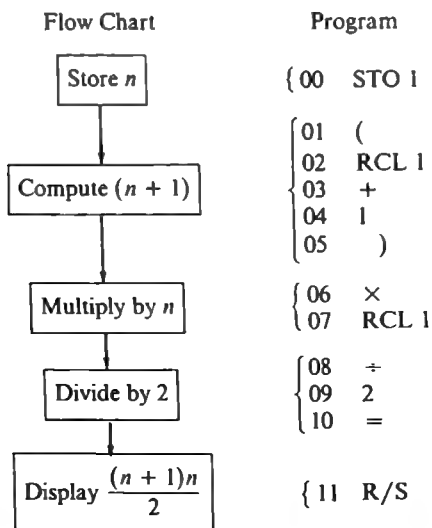 Flow Chart Program
Store n { 00 STO 1
01 (
02 RCL 1
Compute (n + 1) { 03 +
04 1
05 )
Multiply by n { 06 ×
07 RCL 1
08 ÷
Divide by 2 { 09 2
10 =
Display (n + 1)n / 2 { 11 R/S